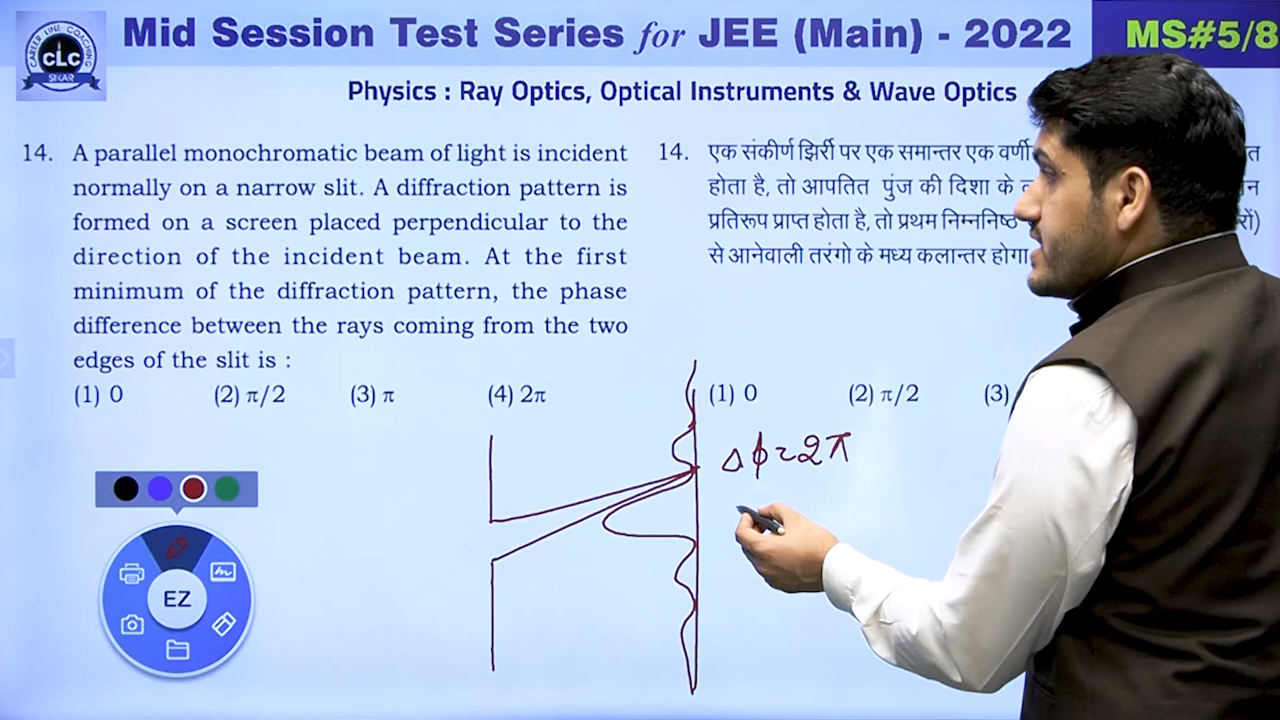 Mid Session Test Series for JEE (Main) - 2022
MS#5/8
CAREER LINE COACHING
CLC
SIKAR
Physics : Ray Optics, Optical Instruments & Wave Optics
14. A parallel monochromatic beam of light is incident
normally on a narrow slit. A diffraction pattern is
formed on a screen placed perpendicular to the
direction of the incident beam. At the first
minimum of the diffraction pattern, the phase
difference between the rays coming from the two
edges of the slit is :
(1) 0 (2) π/2 (3) π (4) 2π
14. एक संकीर्ण झिर्री पर एक समान्तर एक वर्णी
होता है, तो आपतित पुंज की दिशा के
प्रतिरूप प्राप्त होता है, तो प्रथम निम्ननिष्ठ रों)
से आनेवाली तरंगो के मध्य कलान्तर होगा
(1) 0 (2) π/2 (3)
Δϕ=2π
EZ